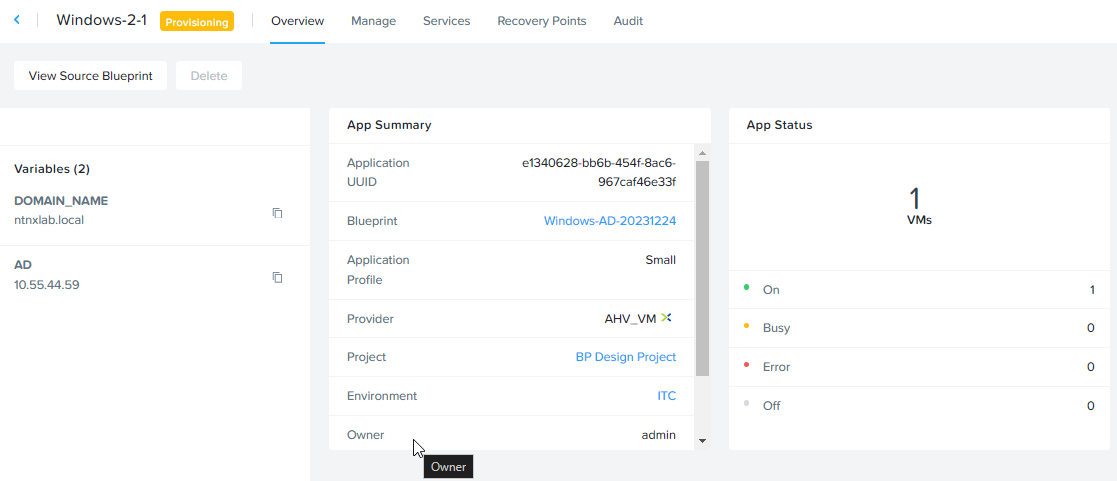 Windows-2-1 Provisioning Overview Manage Services Recovery Points Audit
View Source Blueprint Delete
Variables (2)
DOMAIN_NAME
ntnxlab.local
AD
10.55.44.59
App Summary
Application UUID
e1340628-bb6b-454f-8ac6-
967caf46e33f
Blueprint Windows-AD-20231224
Application Profile
Small
Provider AHV_VM
Project BP Design Project
Environment ITC
Owner admin
Owner
App Status
1
VMs
On 1
Busy 0
Error 0
Off 0